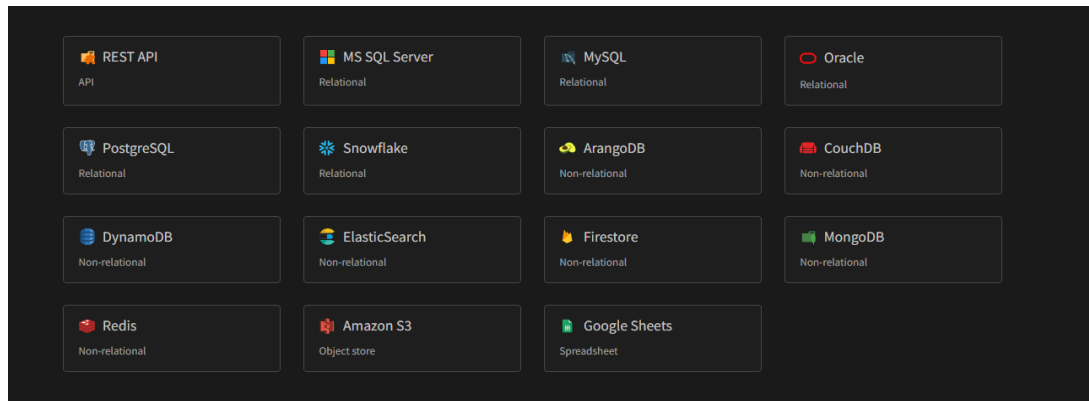 REST API
API
MS SQL Server
Relational
MySQL
Relational
Oracle
Relational
PostgreSQL
Relational
Snowflake
Relational
ArangoDB
Non-relational
CouchDB
Non-relational
DynamoDB
Non-relational
ElasticSearch
Non-relational
Firestore
Non-relational
MongoDB
Non-relational
Redis
Non-relational
Amazon S3
Object store
Google Sheets
Spreadsheet